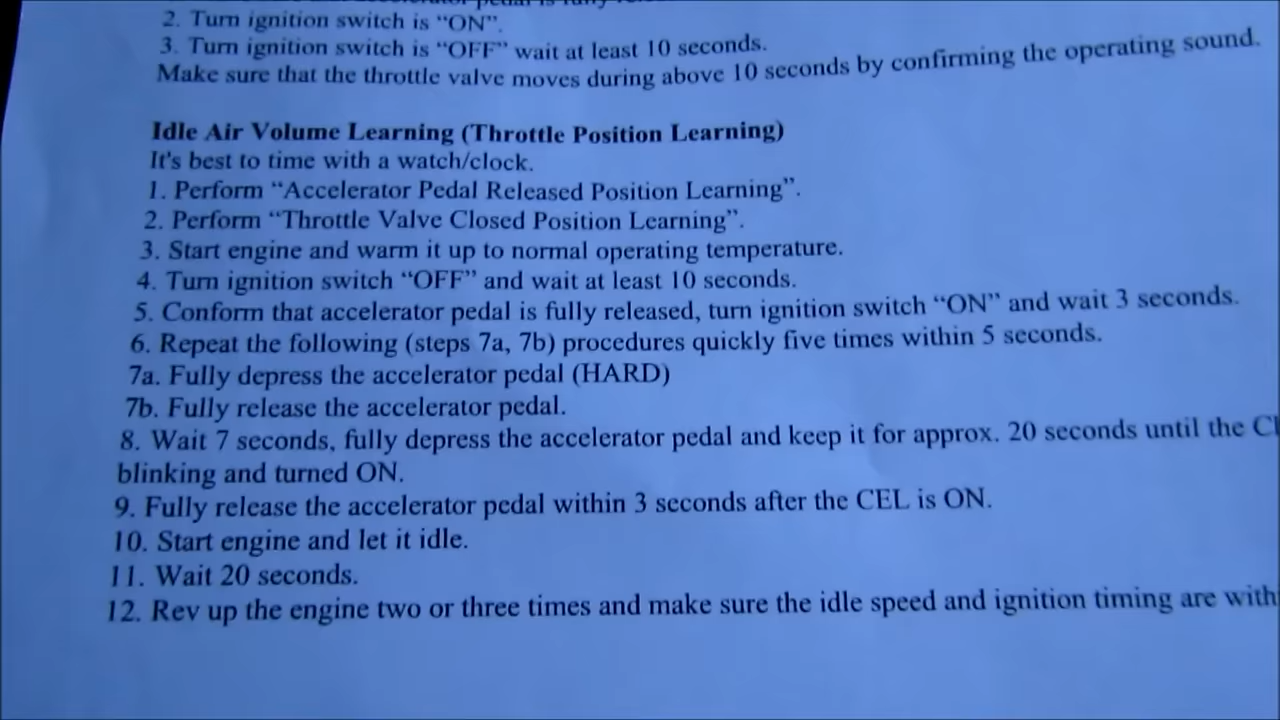 2. Turn ignition switch is “ON”.
3. Turn ignition switch is “OFF” wait at least 10 seconds.
Make sure that the throttle valve moves during above 10 seconds by confirming the operating sound.
Idle Air Volume Learning (Throttle Position Learning)
It's best to time with a watch/clock.
1. Perform “Accelerator Pedal Released Position Learning”.
2. Perform “Throttle Valve Closed Position Learning”.
3. Start engine and warm it up to normal operating temperature.
4. Turn ignition switch “OFF” and wait at least 10 seconds.
5. Conform that accelerator pedal is fully released, turn ignition switch “ON” and wait 3 seconds.
6. Repeat the following (steps 7a, 7b) procedures quickly five times within 5 seconds.
7a. Fully depress the accelerator pedal (HARD)
7b. Fully release the accelerator pedal.
8. Wait 7 seconds, fully depress the accelerator pedal and keep it for approx. 20 seconds until the
blinking and turned ON.
9. Fully release the accelerator pedal within 3 seconds after the CEL is ON.
10. Start engine and let it idle.
11. Wait 20 seconds.
12. Rev up the engine two or three times and make sure the idle speed and ignition timing are